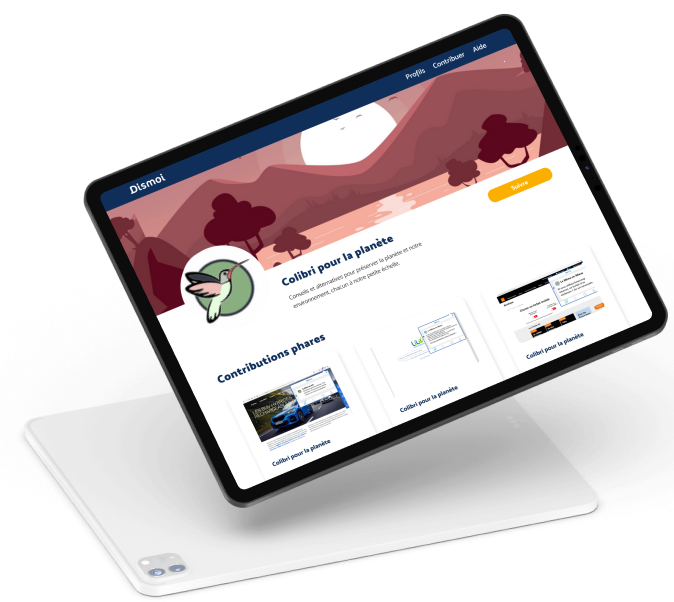 Dismoi
Profils Contribuer Aide
Suivre
Colibri pour la planète
Conseils et alternatives pour préserver la planète et notre
environnement, chacun à notre petite échelle.
Contributions phares
Colibri pour la planète
Colibri pour la planète
Colibri pour la planète